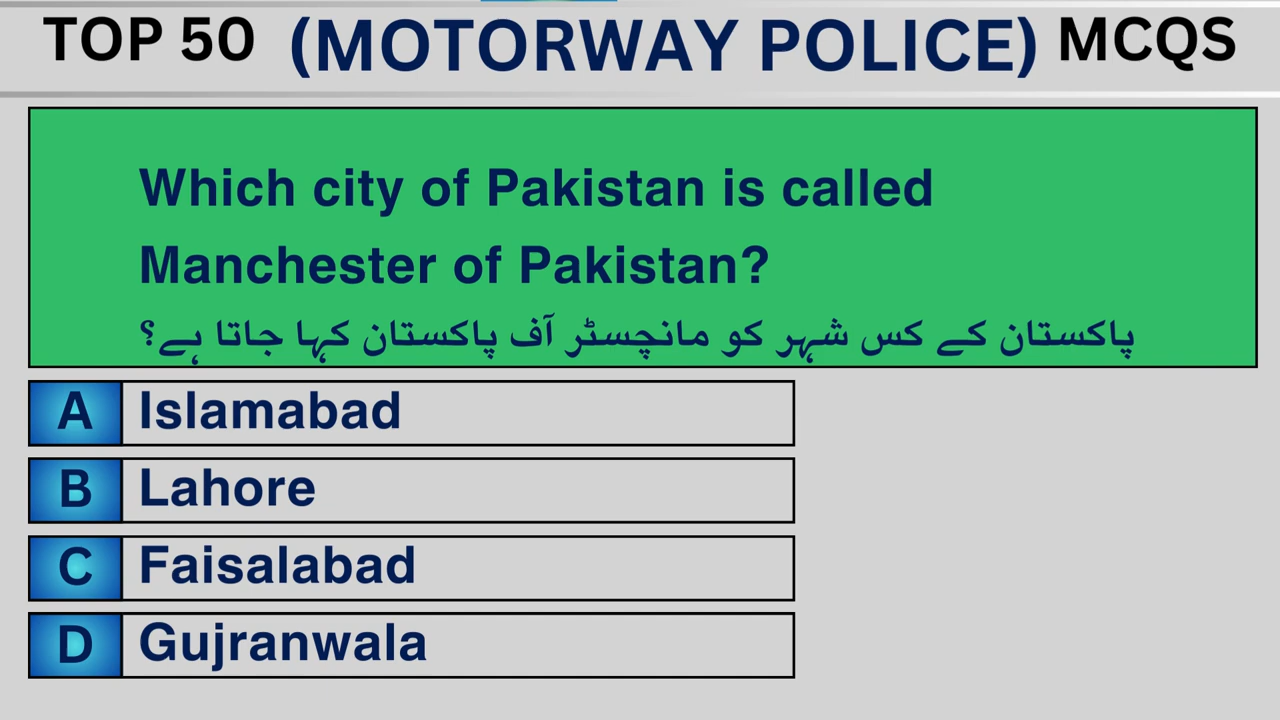 TOP 50 (MOTORWAY POLICE) MCQS
Which city of Pakistan is called
Manchester of Pakistan?
پاکستان کے کس شہر کو مانچسٹر آف پاکستان کہا جاتا ہے؟
A Islamabad
B Lahore
C Faisalabad
D Gujranwala